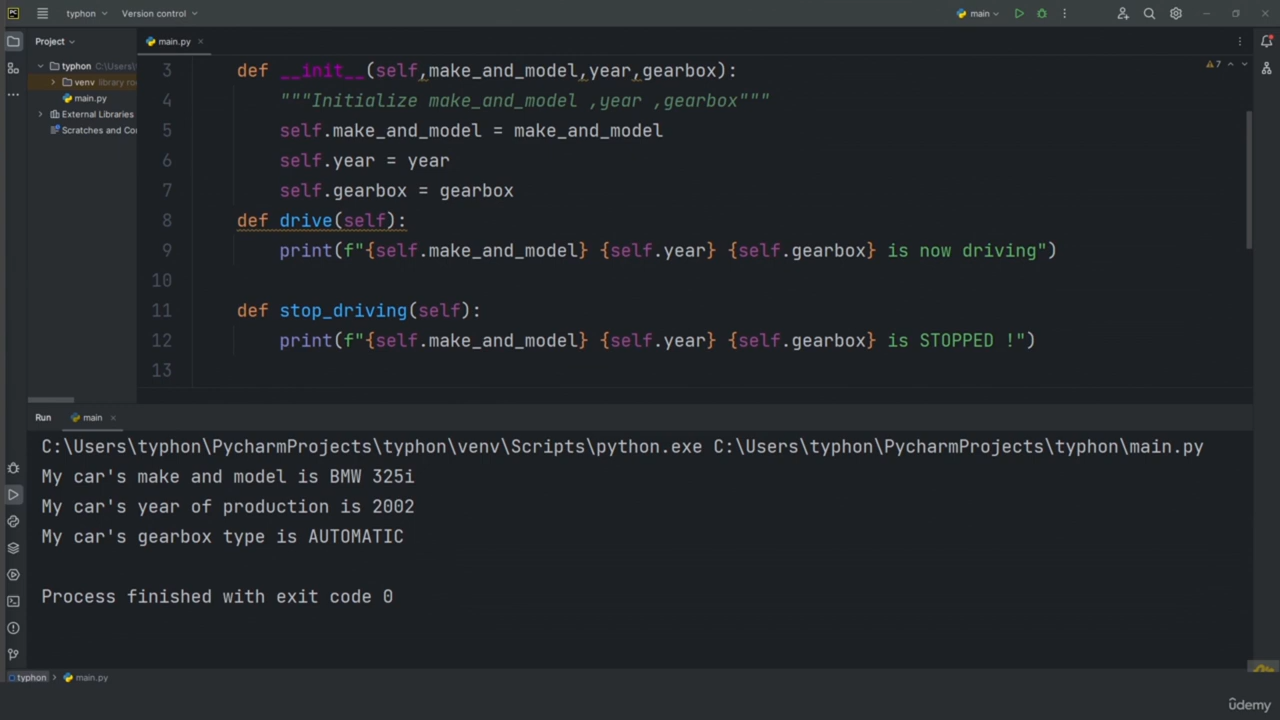 typhon
Version control
main
Project
main.py
typhon C:\Users\
venv library ro
main.py
External Libraries
Scratches and Co
7
3 def __init__(self,make_and_model,year,gearbox):
4 """Initialize make_and_model ,year ,gearbox"""
5 self.make_and_model = make_and_model
6 self.year = year
7 self.gearbox = gearbox
8 def drive(self):
9 print(f"{self.make_and_model} {self.year} {self.gearbox} is now driving")
10
11 def stop_driving(self):
12 print(f"{self.make_and_model} {self.year} {self.gearbox} is STOPPED !")
13
Run main
C:\Users\typhon\PycharmProjects\typhon\venv\Scripts\python.exe C:\Users\typhon\PycharmProjects\typhon\main.py
My car's make and model is BMW 325i
My car's year of production is 2002
My car's gearbox type is AUTOMATIC
Process finished with exit code 0
typhon > main.py
ûdemy